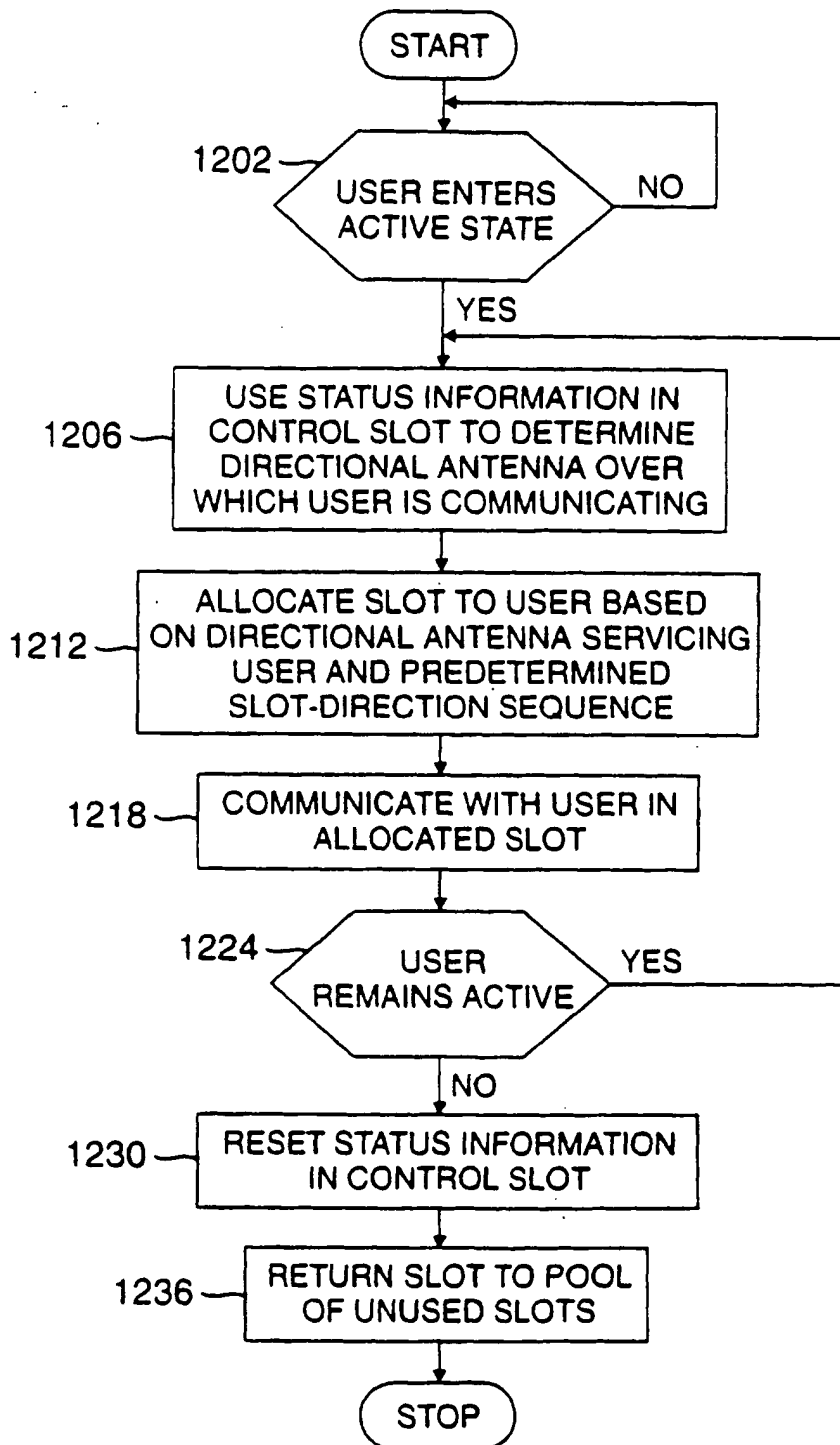 START
1202
USER ENTERS
ACTIVE STATE
NO
YES
1206
USE STATUS INFORMATION IN
CONTROL SLOT TO DETERMINE
DIRECTIONAL ANTENNA OVER
WHICH USER IS COMMUNICATING
1212
ALLOCATE SLOT TO USER BASED
ON DIRECTIONAL ANTENNA SERVICING
USER AND PREDETERMINED
SLOT-DIRECTION SEQUENCE
1218
COMMUNICATE WITH USER IN
ALLOCATED SLOT
1224
USER
REMAINS ACTIVE
YES
NO
1230
RESET STATUS INFORMATION
IN CONTROL SLOT
1236
RETURN SLOT TO POOL
OF UNUSED SLOTS
STOP